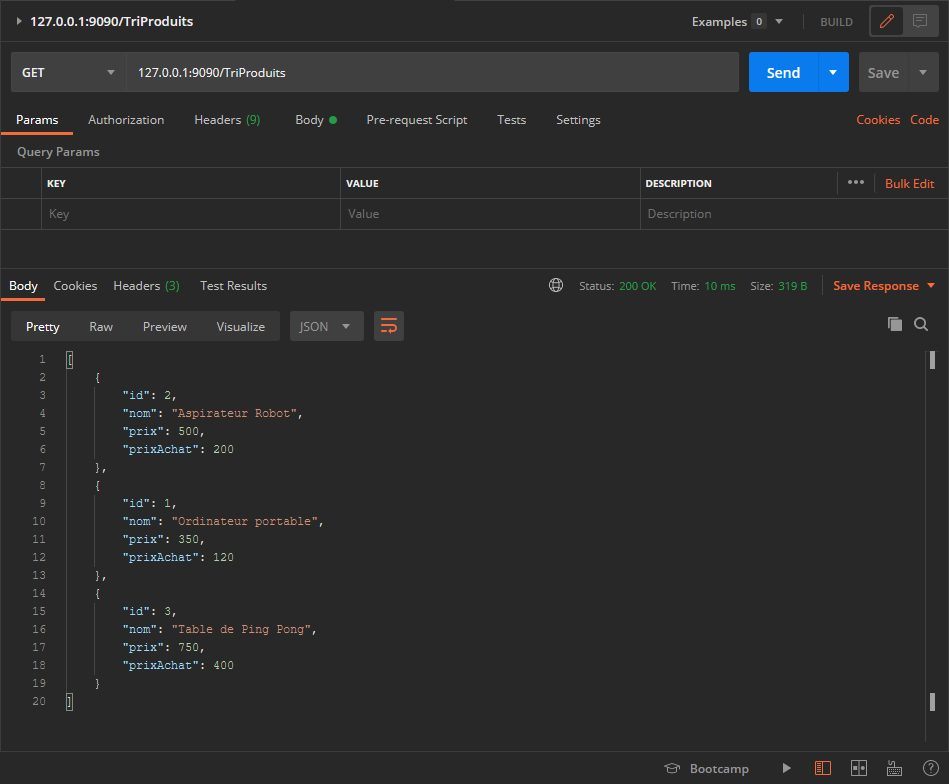 127.0.0.1:9090/TriProduits Examples 0 BUILD
GET 127.0.0.1:9090/TriProduits Send Save
Params Authorization Headers (9) Body Pre-request Script Tests Settings Cookies Code
Query Params
KEY VALUE DESCRIPTION ••• Bulk Edit
Key Value Description
Body Cookies Headers (3) Test Results Status: 200 OK Time: 10 ms Size: 319 B Save Response
Pretty Raw Preview Visualize JSON
1 [
2 {
3 "id": 2,
4 "nom": "Aspirateur Robot",
5 "prix": 500,
6 "prixAchat": 200
7 },
8 {
9 "id": 1,
10 "nom": "Ordinateur portable",
11 "prix": 350,
12 "prixAchat": 120
13 },
14 {
15 "id": 3,
16 "nom": "Table de Ping Pong",
17 "prix": 750,
18 "prixAchat": 400
19 }
20 ]
Bootcamp ?